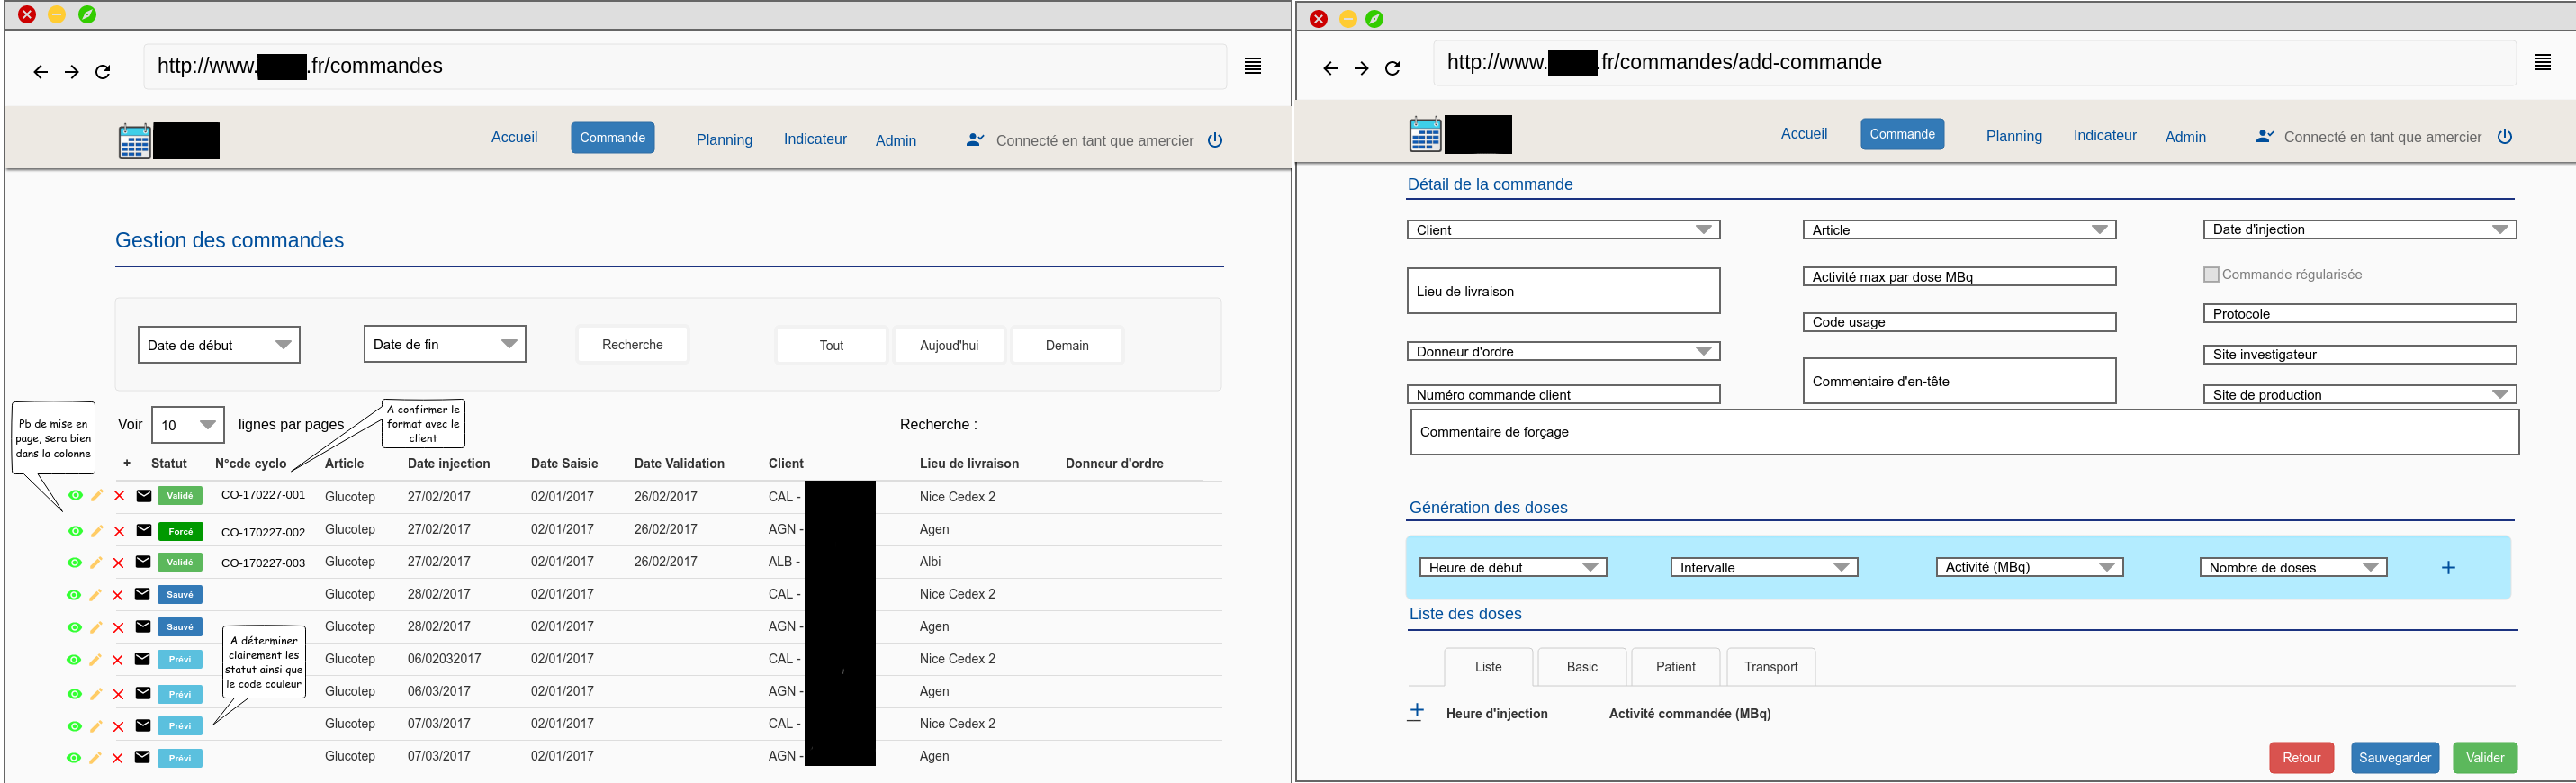 http://www. .fr/commandes
Accueil Commande Planning Indicateur Admin Connecté en tant que amercier
Gestion des commandes
Date de début Date de fin Recherche Tout Aujoud'hui Demain
Pb de mise en
page, sera bien
dans la colonne
Voir 10 lignes par pages
A confirmer le
format avec le
client
Recherche :
+ Statut N°cde cyclo Article Date injection Date Saisie Date Validation Client Lieu de livraison Donneur d'ordre
Validé CO-170227-001 Glucotep 27/02/2017 02/01/2017 26/02/2017 CAL - Nice Cedex 2
Forcé CO-170227-002 Glucotep 27/02/2017 02/01/2017 26/02/2017 AGN - Agen
Validé CO-170227-003 Glucotep 27/02/2017 02/01/2017 26/02/2017 ALB - Albi
Sauvé Glucotep 28/02/2017 02/01/2017 CAL - Nice Cedex 2
Sauvé Glucotep 28/02/2017 02/01/2017 AGN - Agen
Prévi Glucotep 06/02032017 02/01/2017 CAL - Nice Cedex 2
Prévi Glucotep 06/03/2017 02/01/2017 AGN - Agen
Prévi Glucotep 07/03/2017 02/01/2017 CAL - Nice Cedex 2
Prévi Glucotep 07/03/2017 02/01/2017 AGN - Agen
A déterminer
clairement les
statut ainsi que
le code couleur
http://www. .fr/commandes/add-commande
Accueil Commande Planning Indicateur Admin Connecté en tant que amercier
Détail de la commande
Client Article Date d'injection
Lieu de livraison Activité max par dose MBq Commande régularisée
Code usage Protocole
Donneur d'ordre Site investigateur
Commentaire d'en-tête
Numéro commande client Site de production
Commentaire de forçage
Génération des doses
Heure de début Intervalle Activité (MBq) Nombre de doses +
Liste des doses
Liste Basic Patient Transport
+ Heure d'injection Activité commandée (MBq)
Retour Sauvegarder Valider